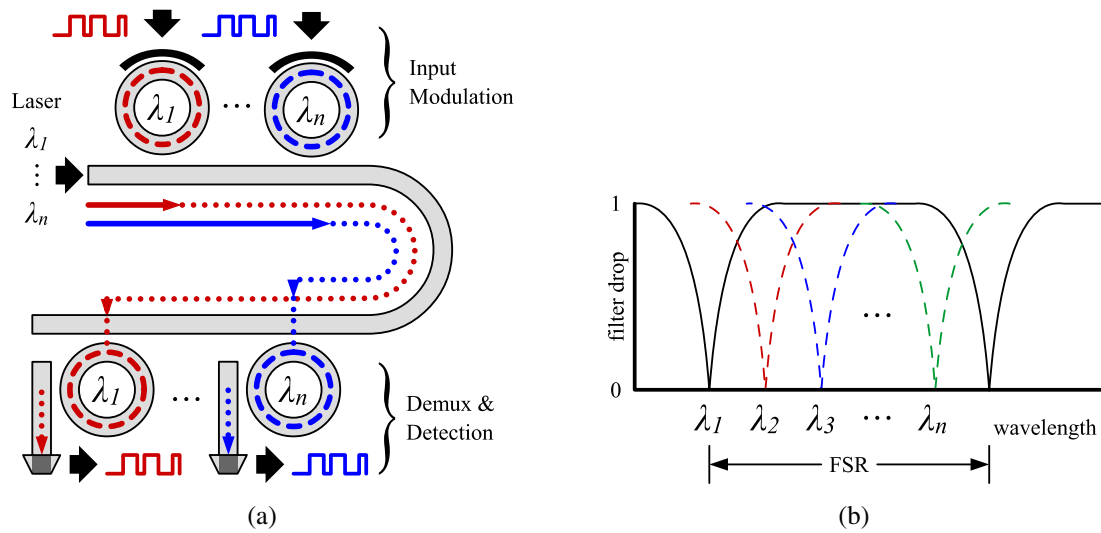 Laser
λ1
⋮
λn
λ1 ... λn
Input
Modulation
λ1 ... λn
Demux &
Detection
(a)
1
filter drop
0
...
λ1 λ2 λ3 ... λn
wavelength
FSR
(b)